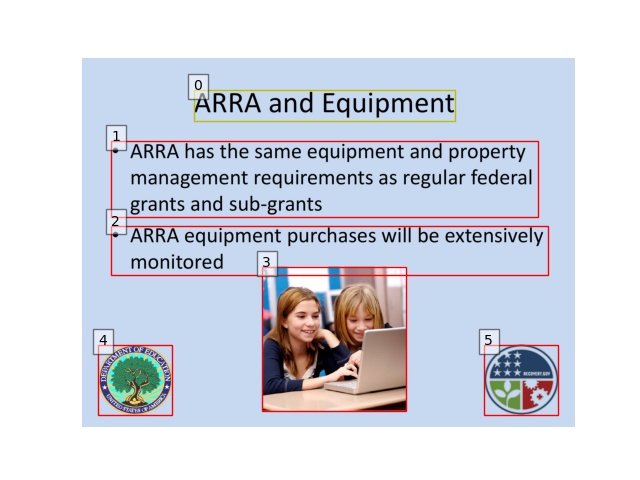 ARRA and Equipment
• ARRA has the same equipment and property
management requirements as regular federal
grants and sub-grants
• ARRA equipment purchases will be extensively
monitored
DEPARTMENT OF EDUCATION
UNITED STATES OF AMERICA
RECOVERY.GOV
0
1
2
3
4
5